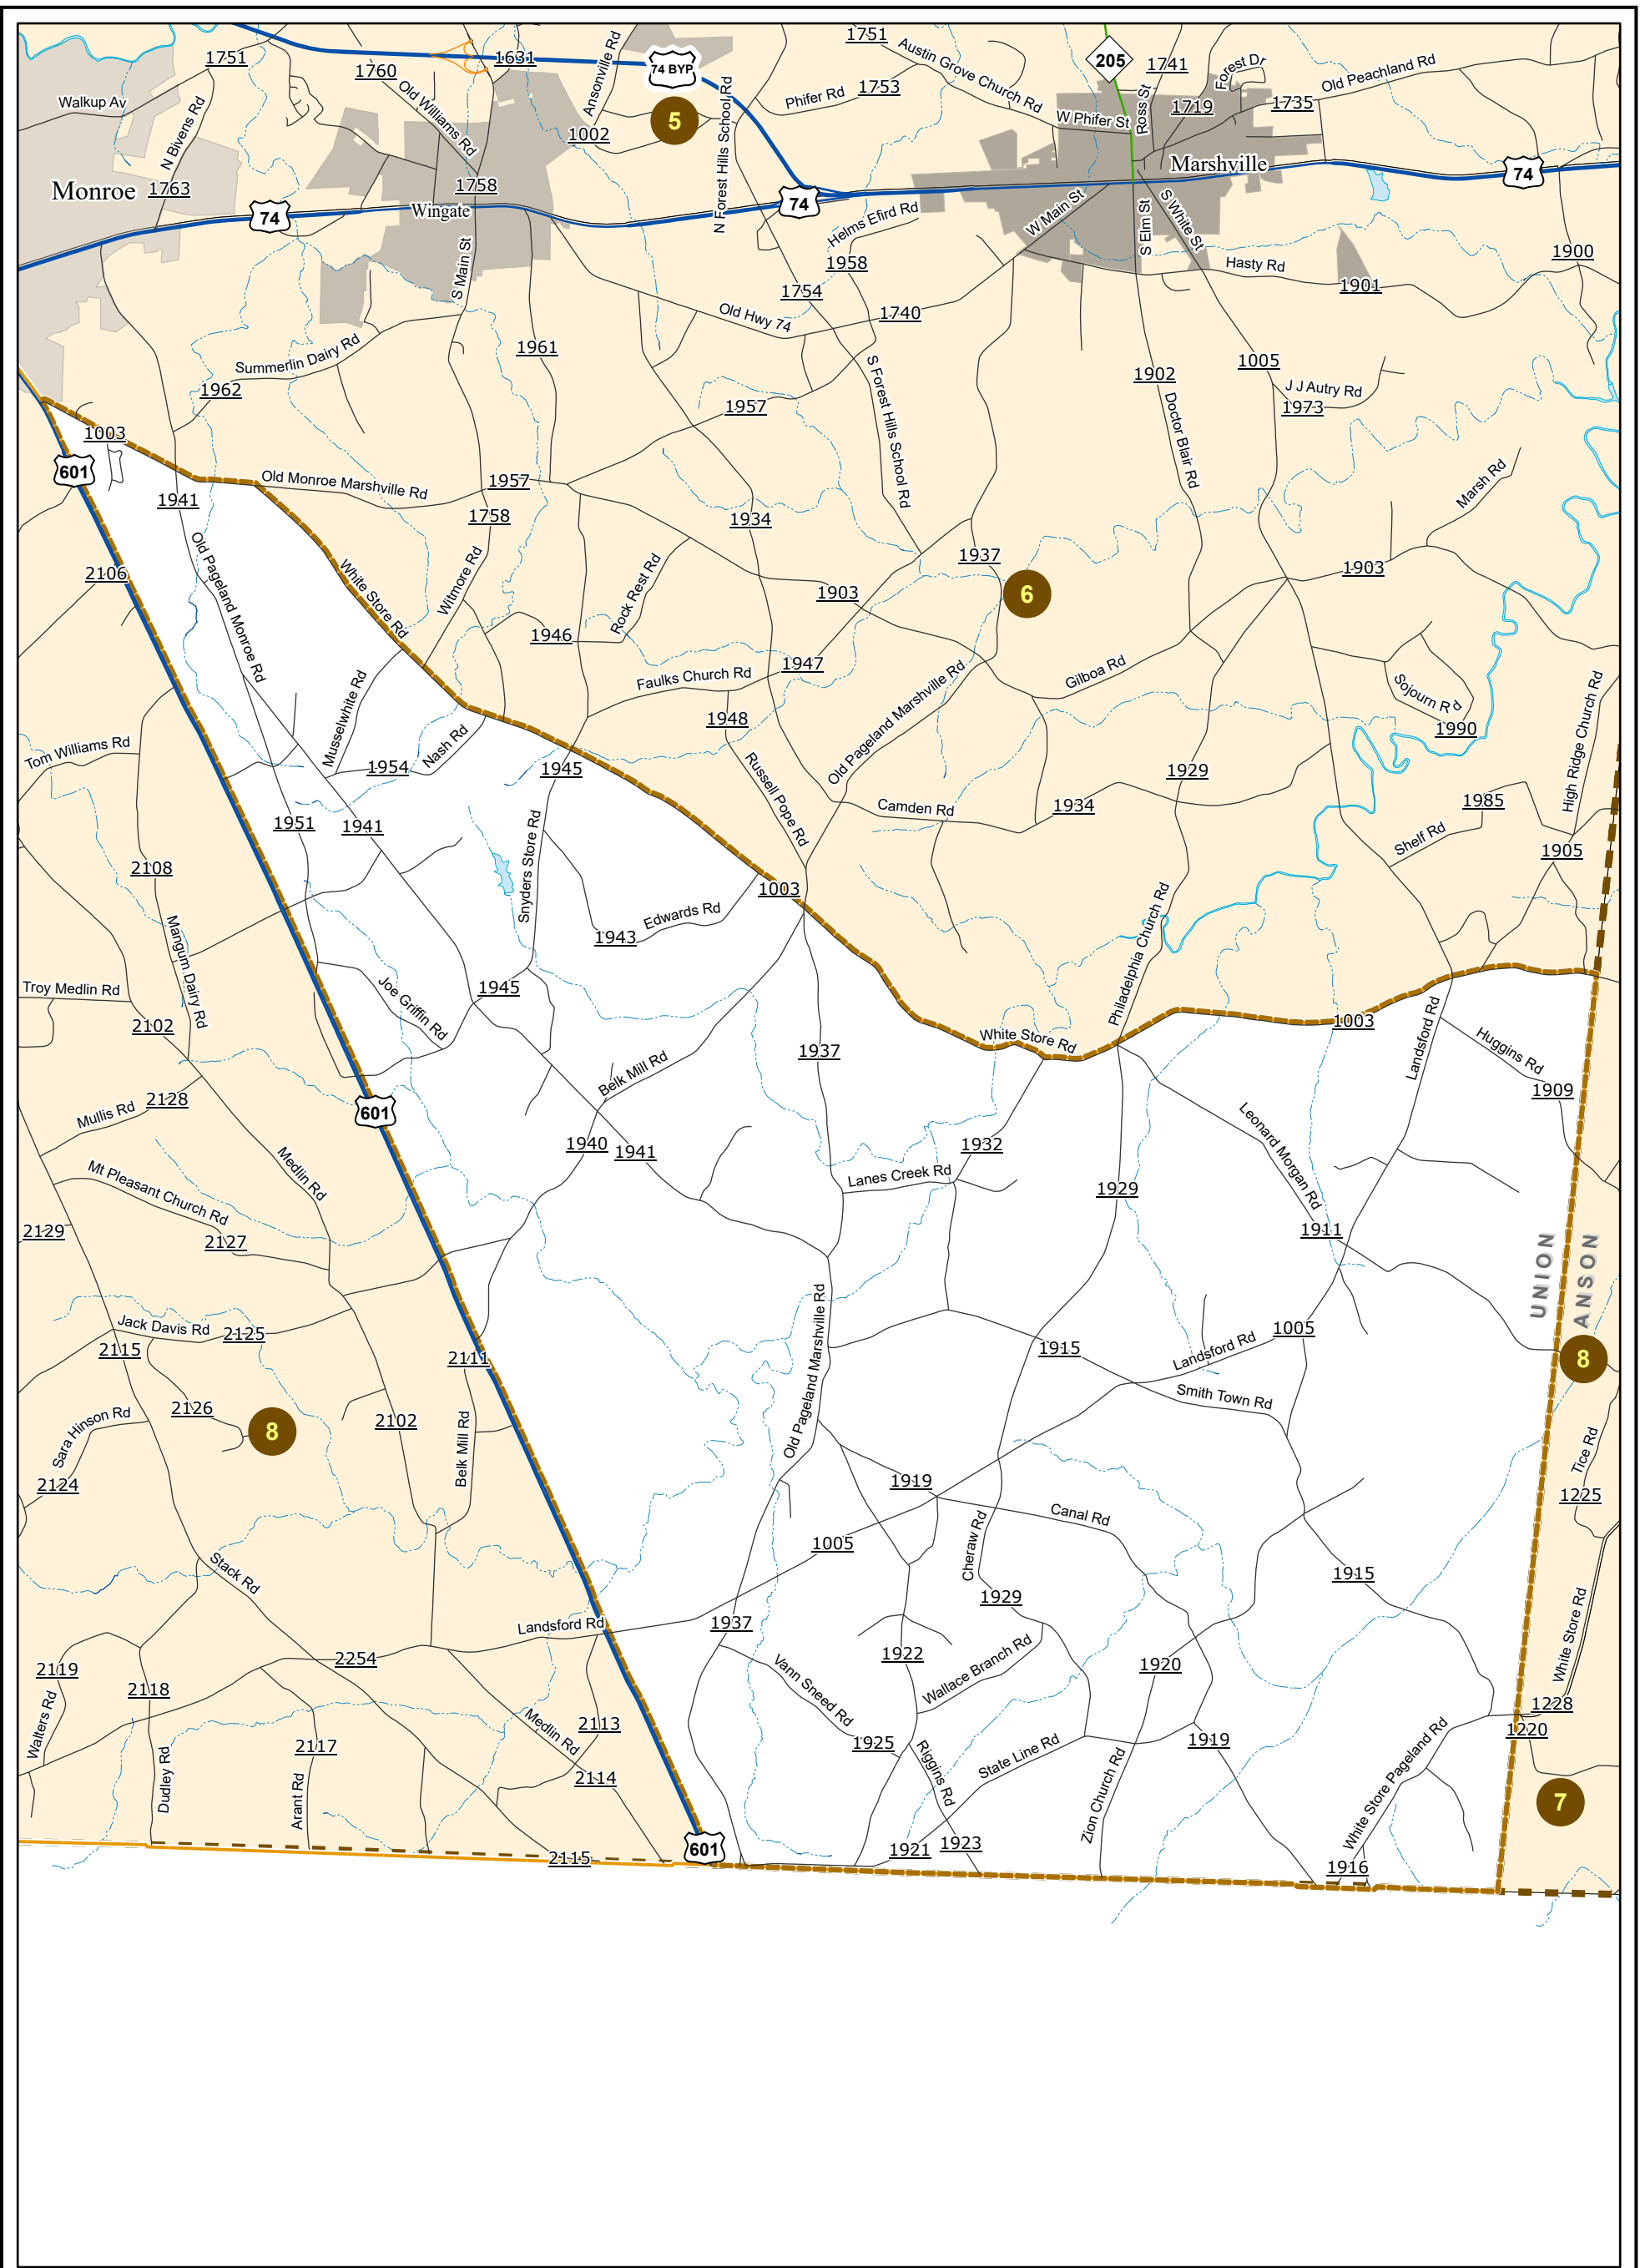 1751
Austin Grove Church Rd
205
1741
Forest Dr
Old Peachland Rd
1751
1760
1631
Ansonville Rd
74 BYP
Walkup Av
N Bivens Rd
Old Williams Rd
1002
5
N Forest Hills School Rd
Phifer Rd
1753
W Phifer St
Ross St
1719
1735
Monroe
1763
74
1758
Wingate
74
Marshville
74
S Main St
Helms Efird Rd
W Main St
S Elm St
S White St
Hasty Rd
1900
1958
1901
1754
Old Hwy 74
1740
Summerlin Dairy Rd
1961
1962
1957
S Forest Hills School Rd
1902
1005
J J Autry Rd
1973
Doctor Blair Rd
1003
601
Old Monroe Marshville Rd
1957
1941
1758
1934
Marsh Rd
Old Pageland Monroe Rd
White Store Rd
Witmore Rd
Rock Rest Rd
1937
2106
1903
6
1903
1946
1947
Faulks Church Rd
Old Pageland Marshville Rd
Gilboa Rd
Sojourn Rd
1990
High Ridge Church Rd
Musselwhite Rd
Nash Rd
1948
Tom Williams Rd
1954
1945
Russell Pope Rd
1929
1951
1941
Camden Rd
1934
1985
Shelf Rd
1905
Snyders Store Rd
2108
1003
Mangum Dairy Rd
1943
Edwards Rd
Philadelphia Church Rd
Troy Medlin Rd
Joe Griffin Rd
1945
2102
1937
White Store Rd
1003
Landsford Rd
Huggins Rd
Belk Mill Rd
1909
2128
Mullis Rd
601
Leonard Morgan Rd
1940
1941
1932
Medlin Rd
Mt Pleasant Church Rd
Lanes Creek Rd
1929
2129
2127
1911
UNION
ANSON
Old Pageland Marshville Rd
Jack Davis Rd
2125
2115
2111
1915
Landsford Rd
1005
8
Smith Town Rd
2126
Sara Hinson Rd
8
2102
Belk Mill Rd
Tice Rd
2124
1919
1225
Canal Rd
1005
Cheraw Rd
Stack Rd
1929
1915
Landsford Rd
1937
White Store Rd
2254
2119
1922
Wallace Branch Rd
1920
2118
Vann Sneed Rd
1228
Walters Rd
Medlin Rd
2113
1220
2117
1925
State Line Rd
1919
White Store Pageland Rd
Dudley Rd
Arant Rd
2114
Riggins Rd
Zion Church Rd
7
601
1921
1923
2115
1916